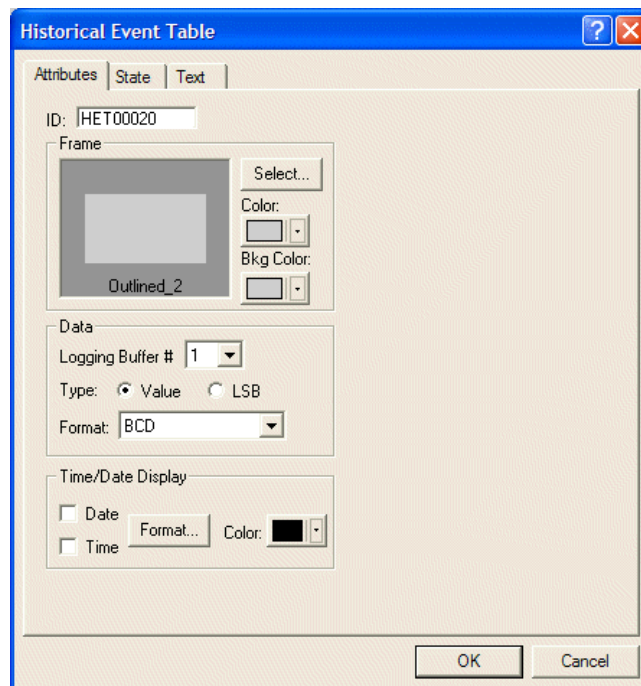 Historical Event Table
Attributes State Text
ID: HET00020
Frame
Select...
Color:
Bkg Color:
Outlined_2
Data
Logging Buffer # 1
Type: Value LSB
Format: BCD
Time/Date Display
Date
Format... Color:
Time
OK Cancel